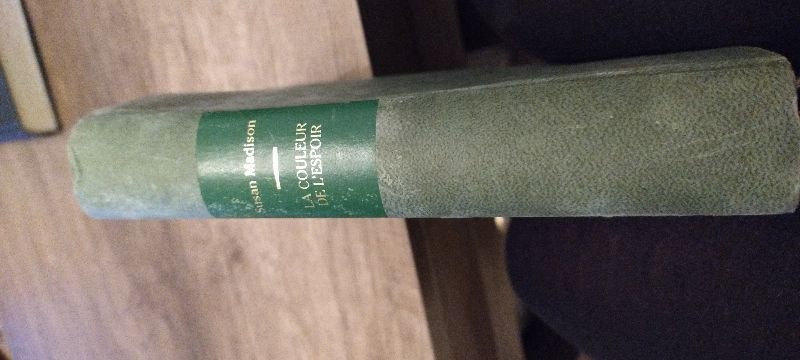 Susan Madison
LA COULEUR
DE L'ESPOIR